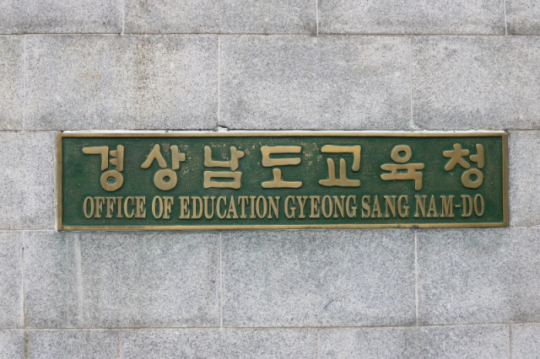 경상남도교육청
OFFICE OF EDUCATION GYEONG SANG NAM-DO